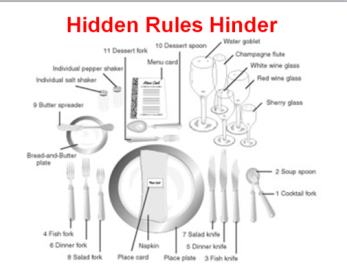 Hidden Rules Hinder
10 Dessert spoon
Water goblet
11 Dessert fork
Champagne flute
Menu card
White wine glass
Individual pepper shaker
Red wine glass
Individual salt shaker
9 Butter spreader
Sherry glass
Bread-and-Butter
plate
2 Soup spoon
1 Cocktail fork
4 Fish fork
7 Salad knife
6 Dinner fork
Napkin
5 Dinner knife
8 Salad fork
Place card
Place plate
3 Fish knife